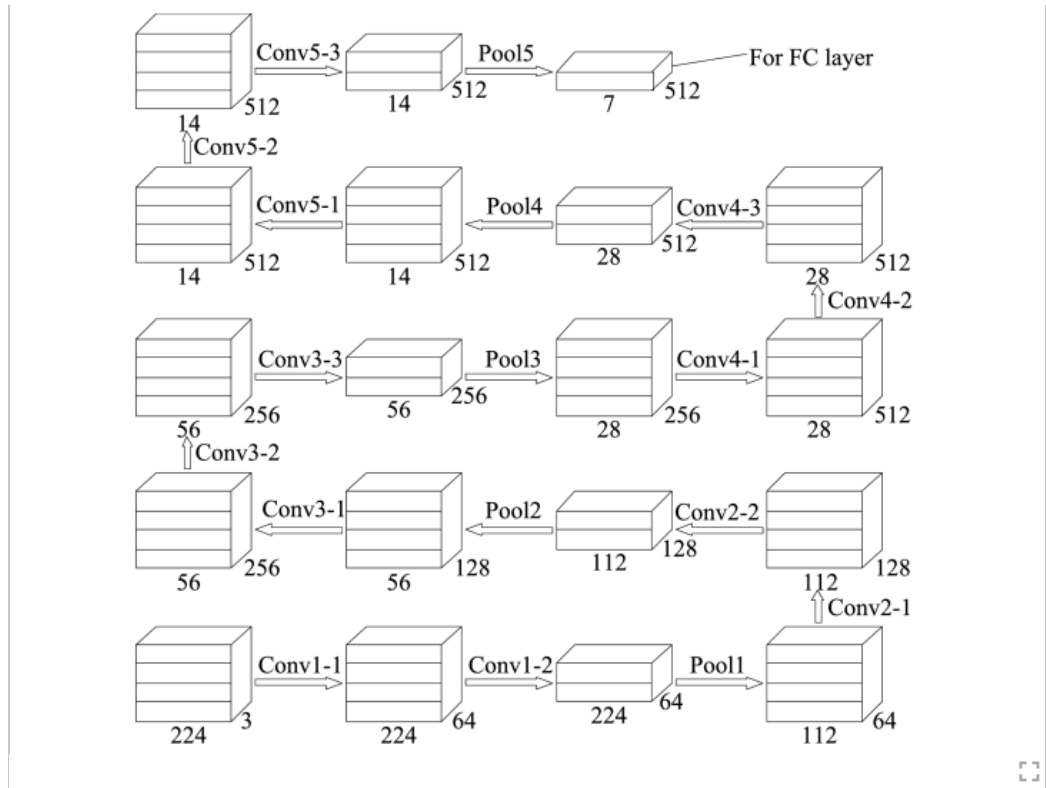 Conv5-3 Pool5 For FC layer
512 512 512
14 14 7
Conv5-2
Conv5-1 Pool4 Conv4-3
512 512 512 512
14 14 28 28
Conv4-2
Conv3-3 Pool3 Conv4-1
256 256 256 512
56 56 28 28
Conv3-2
Conv3-1 Pool2 Conv2-2
256 128 128 128
56 56 112 112
Conv2-1
Conv1-1 Conv1-2 Pool1
3 64 64 64
224 224 224 112